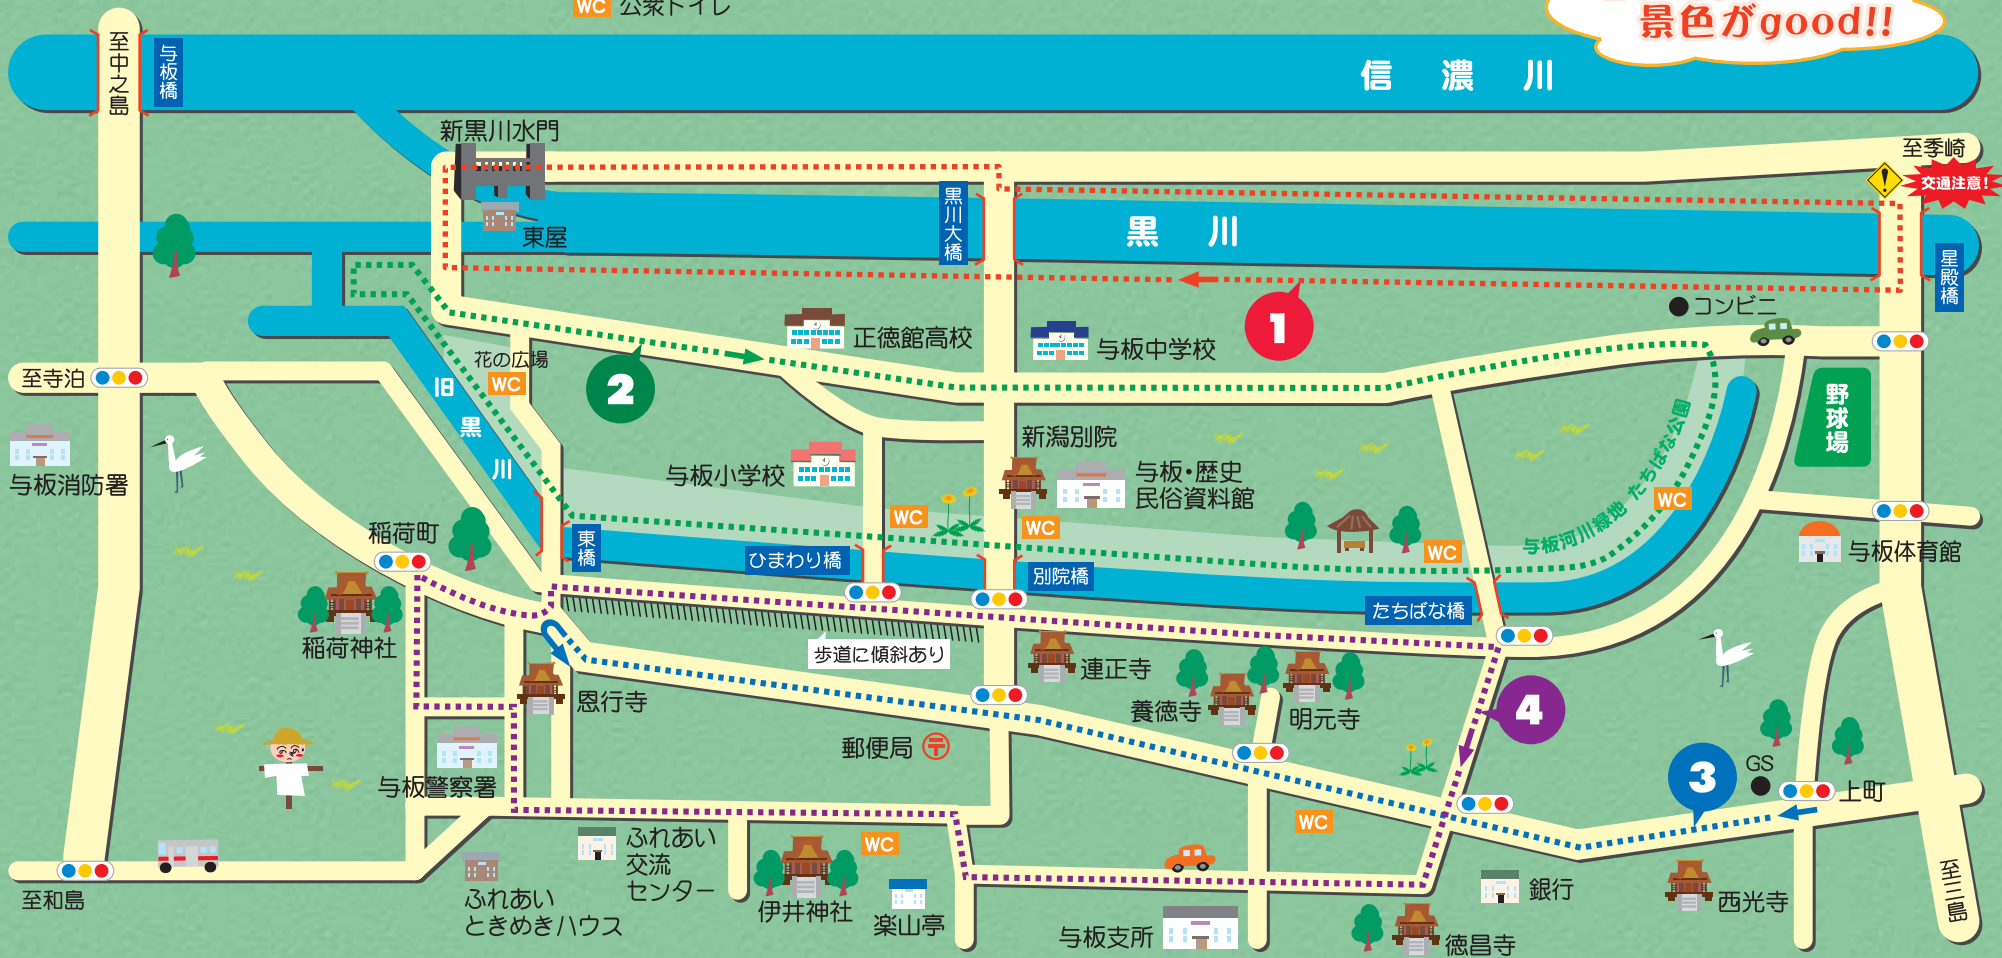 WC 公衆トイレ
景色がgood!!
至中之島
与板橋
信濃川
新黒川水門
至季崎
交通注意!
黒川大橋
黒川
東屋
星殿橋
1
コンビニ
正徳館高校
与板中学校
花の広場
WC
2
至寺泊
旧黒川
野球場
与板消防署
与板小学校
新潟別院
与板・歴史
民俗資料館
WC
WC
WC
WC
与板河川緑地 たちばな公園
稲荷町
東橋
ひまわり橋
別院橋
たちばな橋
与板体育館
稲荷神社
歩道に傾斜あり
連正寺
恩行寺
養徳寺
明元寺
4
郵便局
与板警察署
3
GS
上町
WC
WC
ふれあい
交流
センター
至和島
ふれあい
ときめきハウス
伊井神社
楽山亭
与板支所
徳昌寺
銀行
西光寺
至三島